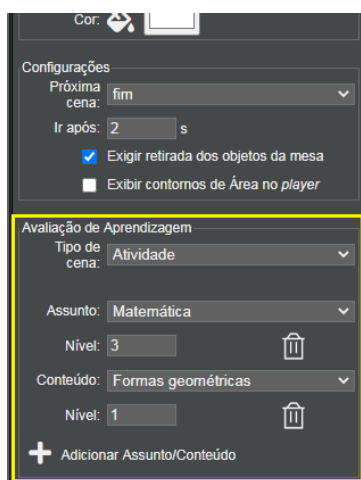 Cor:
Configurações
Próxima cena: fim
Ir após: 2 s
Exigir retirada dos objetos da mesa
Exibir contornos de Área no player
Avaliação de Aprendizagem
Tipo de cena: Atividade
Assunto: Matemática
Nível: 3
Conteúdo: Formas geométricas
Nível: 1
Adicionar Assunto/Conteúdo